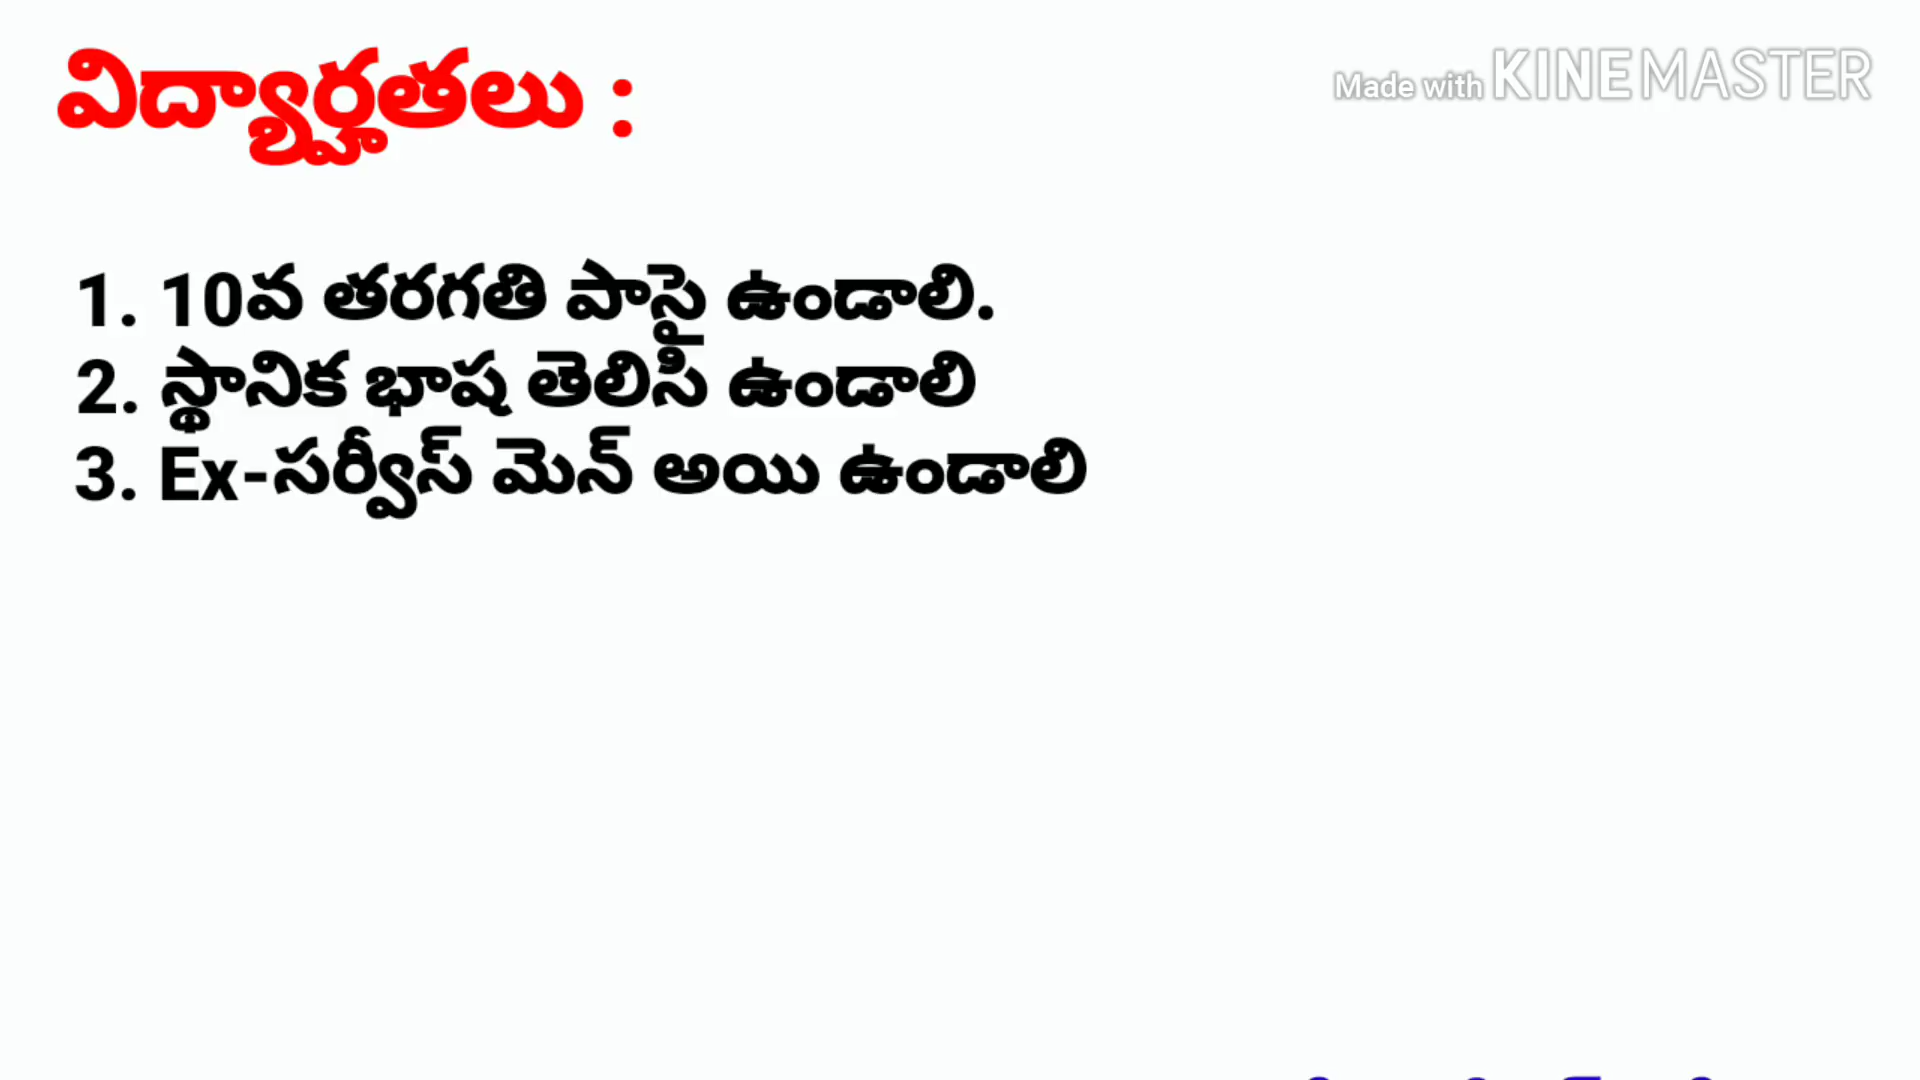 విద్యార్హతలు :
Made with KINEMASTER
1. 10వ తరగతి పాసై ఉండాలి.
2. స్థానిక భాష తెలిసి ఉండాలి
3. Ex-సర్వీస్ మెన్ అయి ఉండాలి